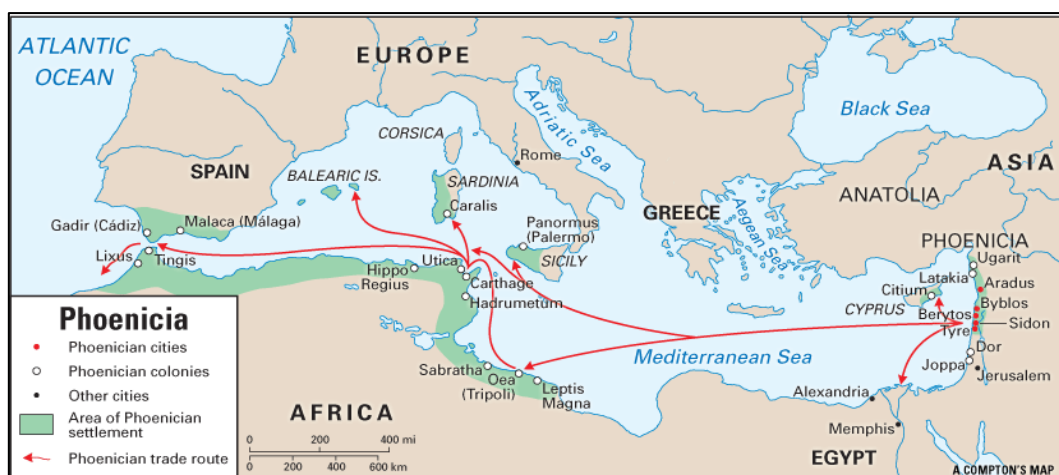 ATLANTIC
OCEAN
EUROPE
Black Sea
ASIA
Adriatic Sea
CORSICA
Rome
SPAIN
BALEARIC IS.
SARDINIA
Caralis
ANATOLIA
GREECE
Aegean Sea
Gadir (Cádiz)
Malaca (Málaga)
Panormus
(Palermo)
SICILY
PHOENICIA
Ugarit
Lixus
Tingis
Hippo
Regius
Utica
Carthage
Hadrumetum
Latakia
Aradus
Citium
CYPRUS
Byblos
Berytos
Sidon
Tyre
Mediterranean Sea
Dor
Joppa
Jerusalem
Sabratha
Oea
(Tripoli)
Leptis
Magna
Alexandria
Memphis
AFRICA
EGYPT
Phoenicia
Phoenician cities
Phoenician colonies
Other cities
Area of Phoenician
settlement
Phoenician trade route
0 200 400 mi
0 200 400 600 km
A COMPTON'S MAP